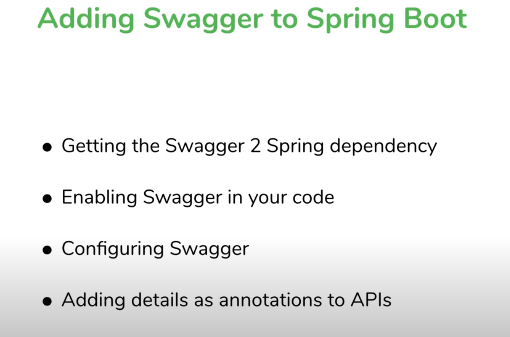 Adding Swagger to Spring Boot
● Getting the Swagger 2 Spring dependency
● Enabling Swagger in your code
● Configuring Swagger
● Adding details as annotations to APIs